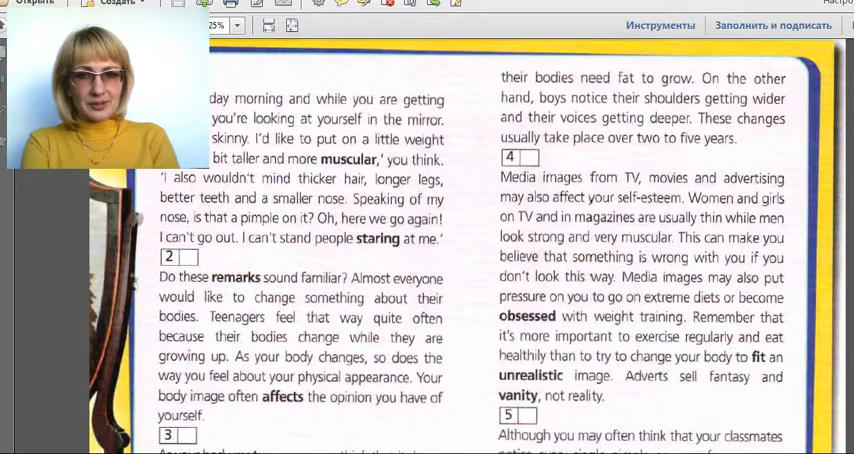 Открыть
Создать
25%
Инструменты
Заполнить и подписать
day morning and while you are getting
you're looking at yourself in the mirror.
skinny. I'd like to put on a little weight
bit taller and more muscular,' you think.
'I also wouldn't mind thicker hair, longer legs,
better teeth and a smaller nose. Speaking of my
nose, is that a pimple on it? Oh, here we go again!
I can't go out. I can't stand people staring at me.'
2
Do these remarks sound familiar? Almost everyone
would like to change something about their
bodies. Teenagers feel that way quite often
because their bodies change while they are
growing up. As your body changes, so does the
way you feel about your physical appearance. Your
body image often affects the opinion you have of
yourself.
3
their bodies need fat to grow. On the other
hand, boys notice their shoulders getting wider
and their voices getting deeper. These changes
usually take place over two to five years.
4
Media images from TV, movies and advertising
may also affect your self-esteem. Women and girls
on TV and in magazines are usually thin while men
look strong and very muscular. This can make you
believe that something is wrong with you if you
don't look this way. Media images may also put
pressure on you to go on extreme diets or become
obsessed with weight training. Remember that
it's more important to exercise regularly and eat
healthily than to try to change your body to fit an
unrealistic image. Adverts sell fantasy and
vanity, not reality.
5
Although you may often think that your classmates